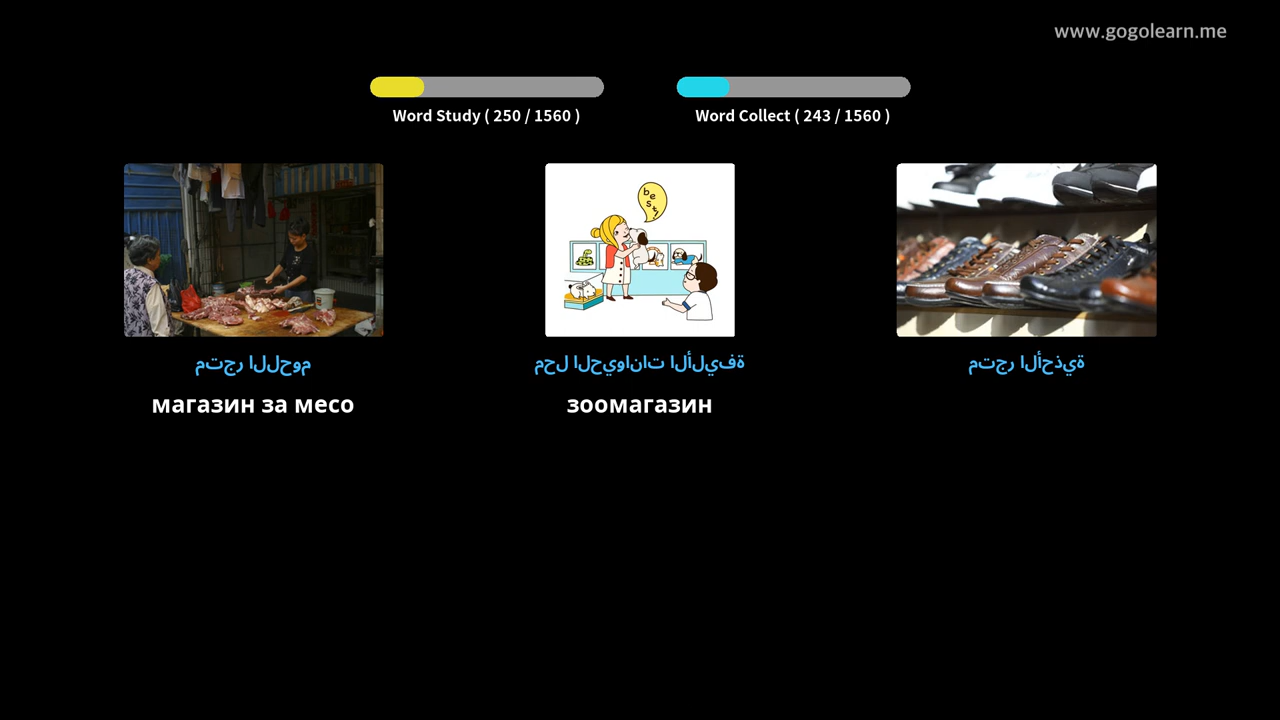 www.gogolearn.me
Word Study ( 250 / 1560 )
Word Collect ( 243 / 1560 )
best
متجر اللحوم
محل الحيوانات الأليفة
متجر الأحذية
магазин за месо
зоомагазин